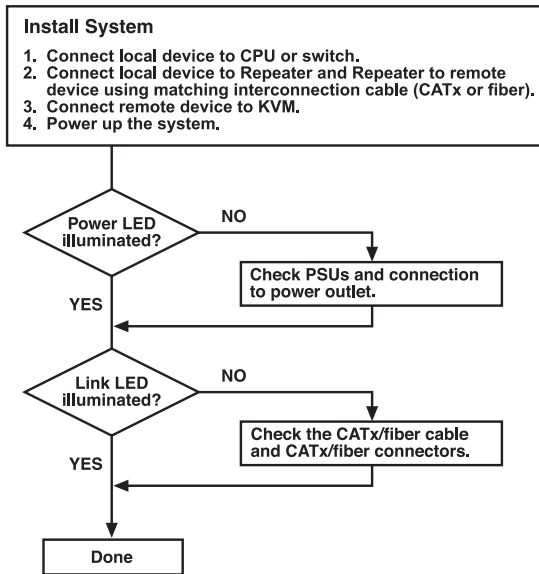 Install System
1. Connect local device to CPU or switch.
2. Connect local device to Repeater and Repeater to remote
device using matching interconnection cable (CATx or fiber).
3. Connect remote device to KVM.
4. Power up the system.
Power LED
illuminated?
NO
Check PSUs and connection
to power outlet.
YES
Link LED
illuminated?
NO
Check the CATx/fiber cable
and CATx/fiber connectors.
YES
Done